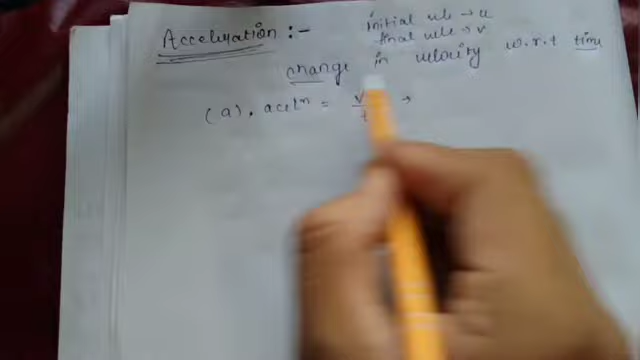 Acceleration :-
initial vel → u
final vel → v
change in velocity w.r.t time
(a). accln = v →
t